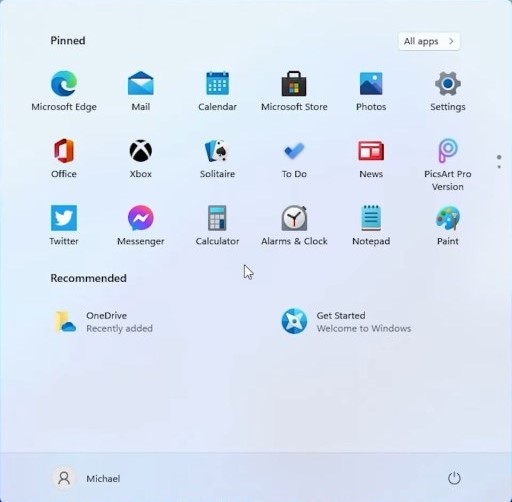 Pinned
All apps
Microsoft Edge
Mail
Calendar
Microsoft Store
Photos
Settings
Office
Xbox
Solitaire
To Do
News
PicsArt Pro
Version
Twitter
Messenger
Calculator
Alarms & Clock
Notepad
Paint
Recommended
OneDrive
Recently added
Get Started
Welcome to Windows
Michael